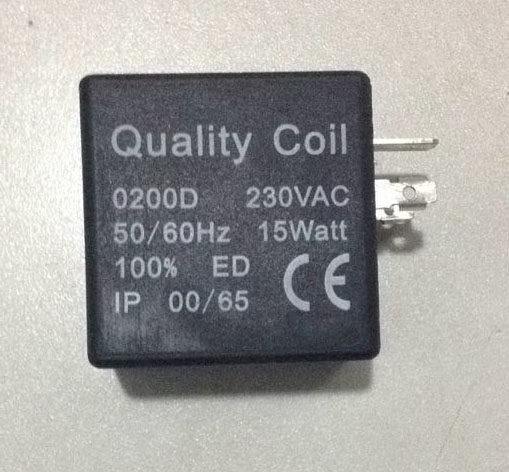 Quality Coil
0200D 230VAC
50/60Hz 15Watt
100% ED
IP 00/65
CE